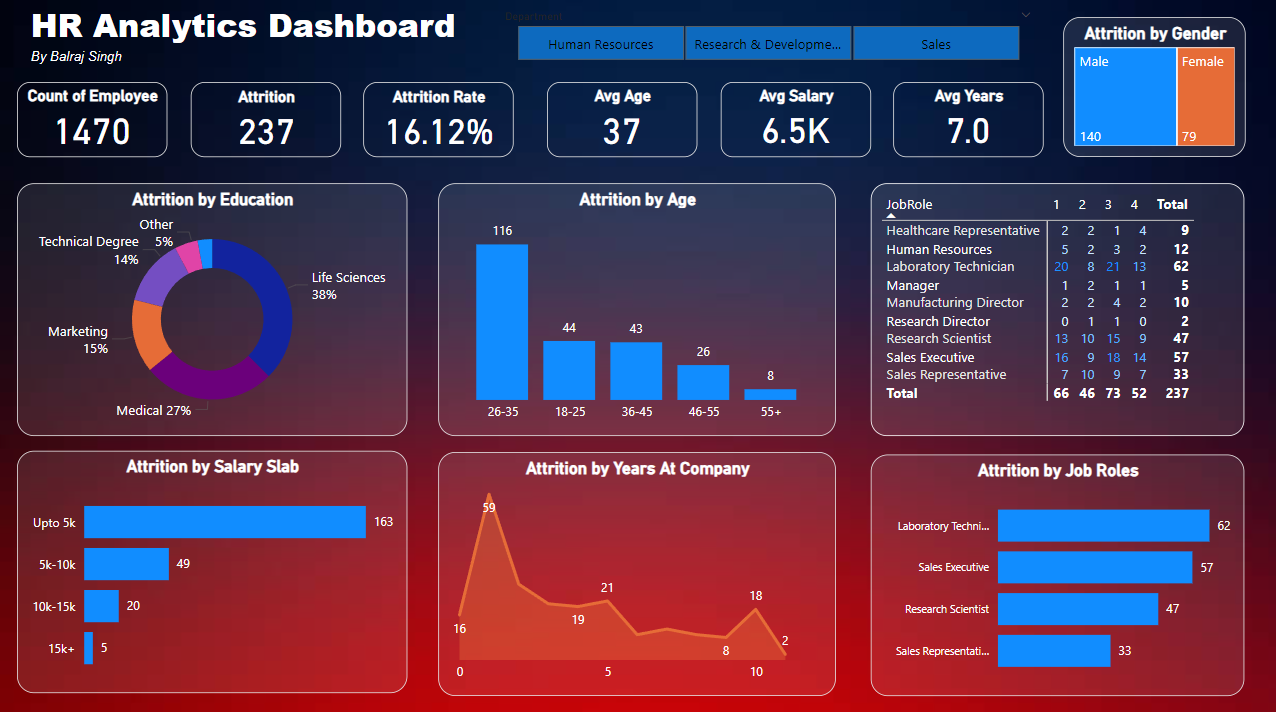 HR Analytics Dashboard
By Balraj Singh
Department
Human Resources
Research & Developme...
Sales
Count of Employee
1470
Attrition
237
Attrition Rate
16.12%
Avg Age
37
Avg Salary
6.5K
Avg Years
7.0
Attrition by Gender
Male
140
Female
79
Attrition by Education
Other
5%
Technical Degree
14%
Life Sciences
38%
Marketing
15%
Medical 27%
Attrition by Age
116
44
43
26
8
26-35 18-25 36-45 46-55 55+
JobRole 1 2 3 4 Total
Healthcare Representative 2 2 1 4 9
Human Resources 5 2 3 2 12
Laboratory Technician 20 8 21 13 62
Manager 1 2 1 1 5
Manufacturing Director 2 2 4 2 10
Research Director 0 1 1 0 2
Research Scientist 13 10 15 9 47
Sales Executive 16 9 18 14 57
Sales Representative 7 10 9 7 33
Total 66 46 73 52 237
Attrition by Salary Slab
Upto 5k 163
5k-10k 49
10k-15k 20
15k+ 5
Attrition by Years At Company
16
59
19
21
8
18
2
0 5 10
Attrition by Job Roles
Laboratory Techni... 62
Sales Executive 57
Research Scientist 47
Sales Representati... 33